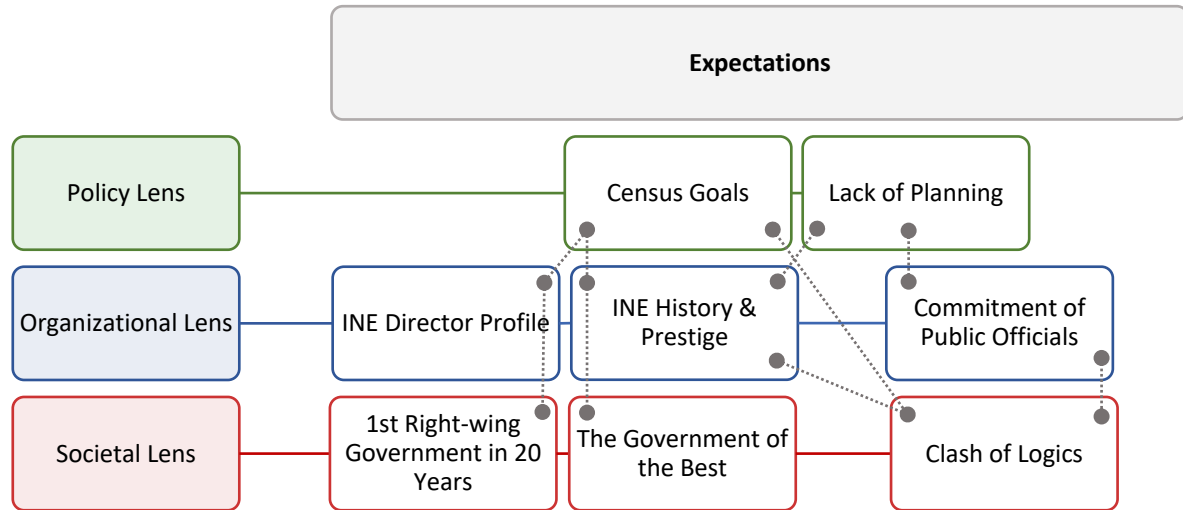 Expectations
Policy Lens
Census Goals
Lack of Planning
Organizational Lens
INE Director Profile
INE History &
Prestige
Commitment of
Public Officials
Societal Lens
1st Right-wing
Government in 20
Years
The Government of
the Best
Clash of Logics